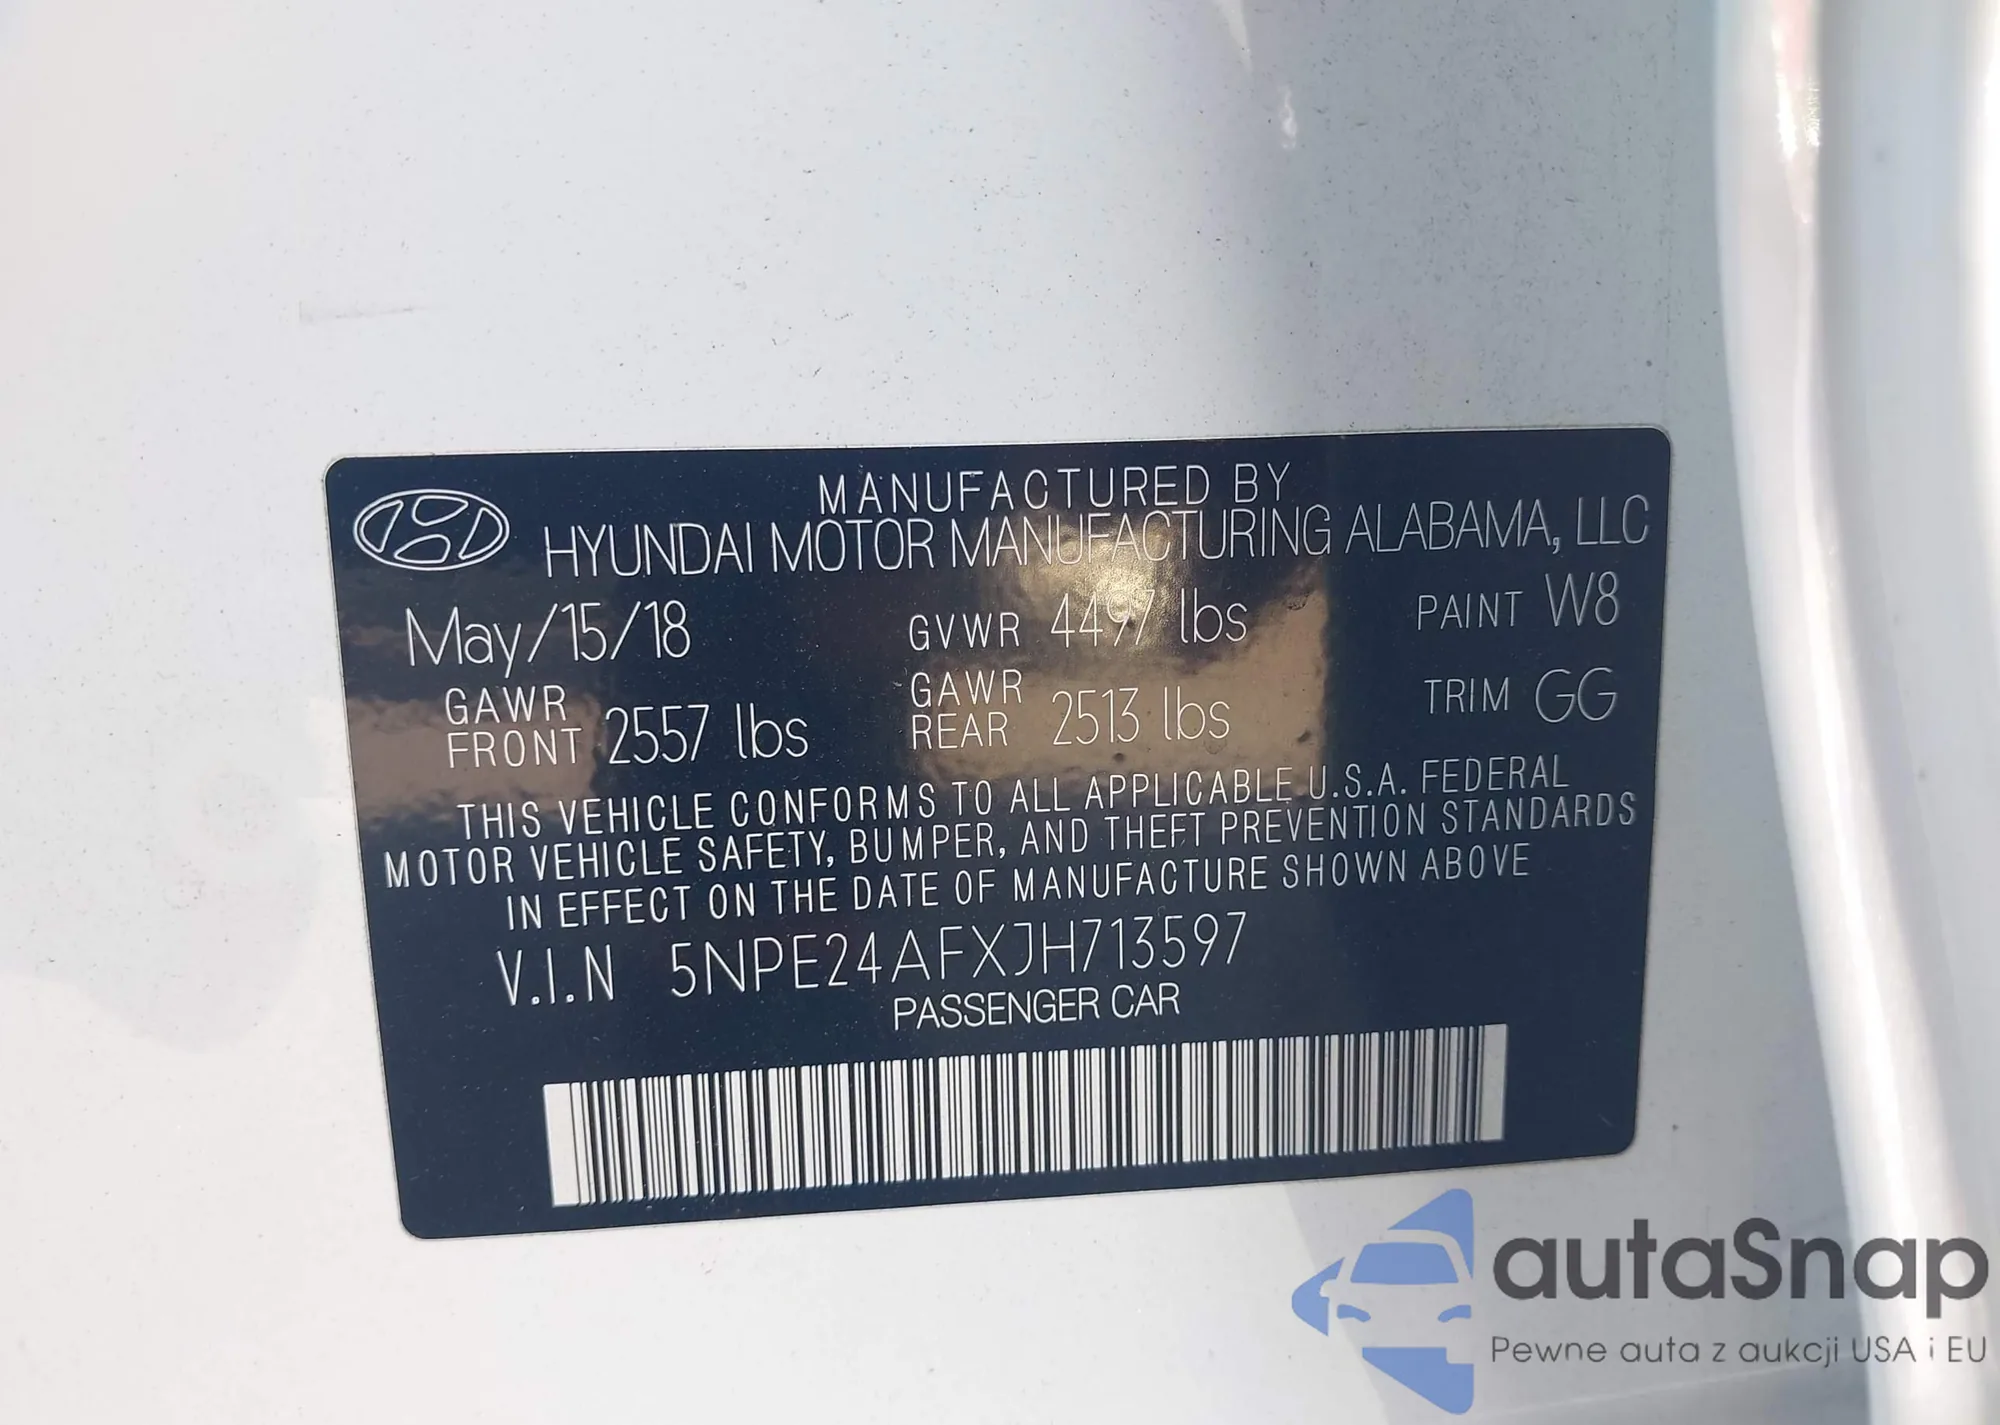 MANUFACTURED BY
HYUNDAI MOTOR MANUFACTURING ALABAMA, LLC
May/15/18 GVWR 4497 lbs PAINT W8
GAWR FRONT 2557 lbs GAWR REAR 2513 lbs TRIM GG
THIS VEHICLE CONFORMS TO ALL APPLICABLE U.S.A. FEDERAL
MOTOR VEHICLE SAFETY, BUMPER, AND THEFT PREVENTION STANDARDS
IN EFFECT ON THE DATE OF MANUFACTURE SHOWN ABOVE
V.I.N 5NPE24AFXJH713597
PASSENGER CAR
autaSnap
Pewne auta z aukcji USA i EU